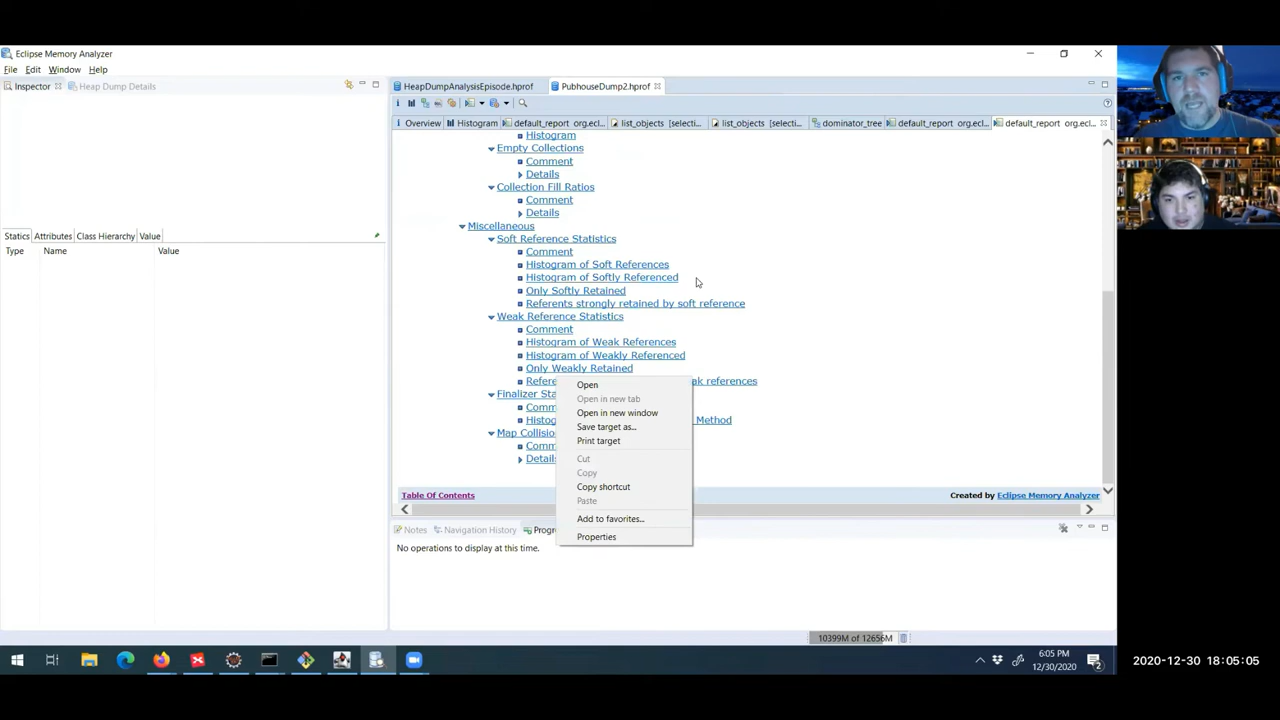 Eclipse Memory Analyzer
File Edit Window Help
Inspector Heap Dump Details
HeapDumpAnalysisEpisode.hprof PubhouseDump2.hprof
Overview Histogram default_report org.ecl... list_objects [selecti... list_objects [selecti... dominator_tree default_report org.ecl... default_report org.ecl...
Histogram
Empty Collections
Comment
Details
Collection Fill Ratios
Comment
Details
Miscellaneous
Soft Reference Statistics
Comment
Histogram of Soft References
Histogram of Softly Referenced
Only Softly Retained
Referents strongly retained by soft reference
Weak Reference Statistics
Comment
Histogram of Weak References
Histogram of Weakly Referenced
Only Weakly Retained
Refere ak references
Finalizer Sta
Comm
Histog Method
Map Collisio
Comm
Details
Open
Open in new tab
Open in new window
Save target as...
Print target
Cut
Copy
Copy shortcut
Paste
Add to favorites...
Properties
Table Of Contents Created by Eclipse Memory Analyzer
Statics Attributes Class Hierarchy Value
Type Name Value
Notes Navigation History Progr
No operations to display at this time.
10399M of 12656M
6:05 PM
12/30/2020
2
2020-12-30 18:05:05